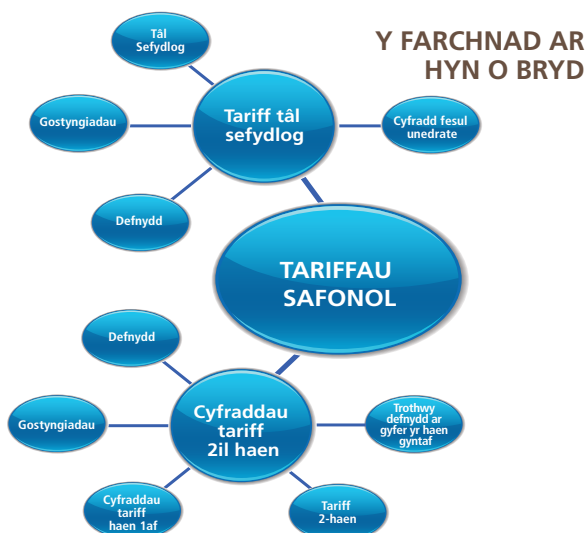 Y FARCHNAD AR
HYN O BRYD
Tâl
Sefydlog
Tariff tâl
sefydlog
Gostyngiadau
Cyfradd fesul
unedrate
Defnydd
TARIFFAU
SAFONOL
Defnydd
Cyfraddau
tariff
2il haen
Gostyngiadau
Trothwy
defnydd ar
gyfer yr haen
gyntaf
Cyfraddau
tariff
haen 1af
Tariff
2-haen